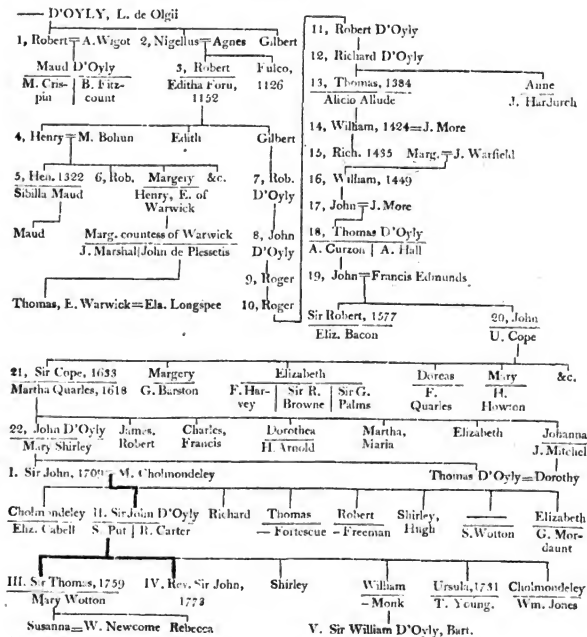 D'OYLY, L. de Olgii
1, Robert A. Wigot 2, Nigellus Agnes Gilbert
Maud D'Oyly 3, Robert Fulco,
M. Cris- B. Fitz- Editha Foru, 1126
pin count 1152
4, Henry M. Bohun Edith Gilbert
5, Hen. 1322 6, Rob. Margery &c. 7, Rob.
Sibilla Maud Henry, E. of D'Oyly
Warwick
Maud Marg. countess of Warwick 8, John
J. Marshal John de Plessetis D'Oyly
9, Roger
Thomas, E. Warwick=Ela. Longspee 10, Roger
11, Robert D'Oyly
12, Richard D'Oyly
13, Thomas, 1384 Anne
Alicio Allude J. Hardurch
14, William, 1424=J. More
15, Rich. 1435 Marg. J. Warfield
16, William, 1449
17, John J. More
18, Thomas D'Oyly
A. Curzon A. Hall
19, John Francis Edmunds
Sir Robert, 1577 20, John
Eliz. Bacon U. Cope
21, Sir Cope, 1633 Margery Elizabeth Doreas Mary &c.
Martha Quarles, 1618 G. Barston F. Har- Sir R. Sir G. F. H.
vey Browne Palms Quarles Howton
22, John D'Oyly James, Charles, Dorothea Martha, Elizabeth Johanna
Mary Shirley Robert Francis H. Arnold Maria J. Mitchel
I. Sir John, 1709 M. Cholmondeley Thomas D'Oyly=Dorothy
Cholmondeley II. Sir John D'Oyly Richard Thomas Robert Shirley, Elizabeth
Eliz. Cabell S. Put R. Carter —Fortescue —Freeman Hugh S. Wotton G. Mor-
daunt
III. Sir Thomas, 1759 IV. Rev. Sir John, Shirley William Ursula, 1731 Cholmondeley
Mary Wotton 1773 —Monk T. Young. Wm. Jones
Susanna=W. Newcome Rebecca V. Sir William D'Oyly, Bart.